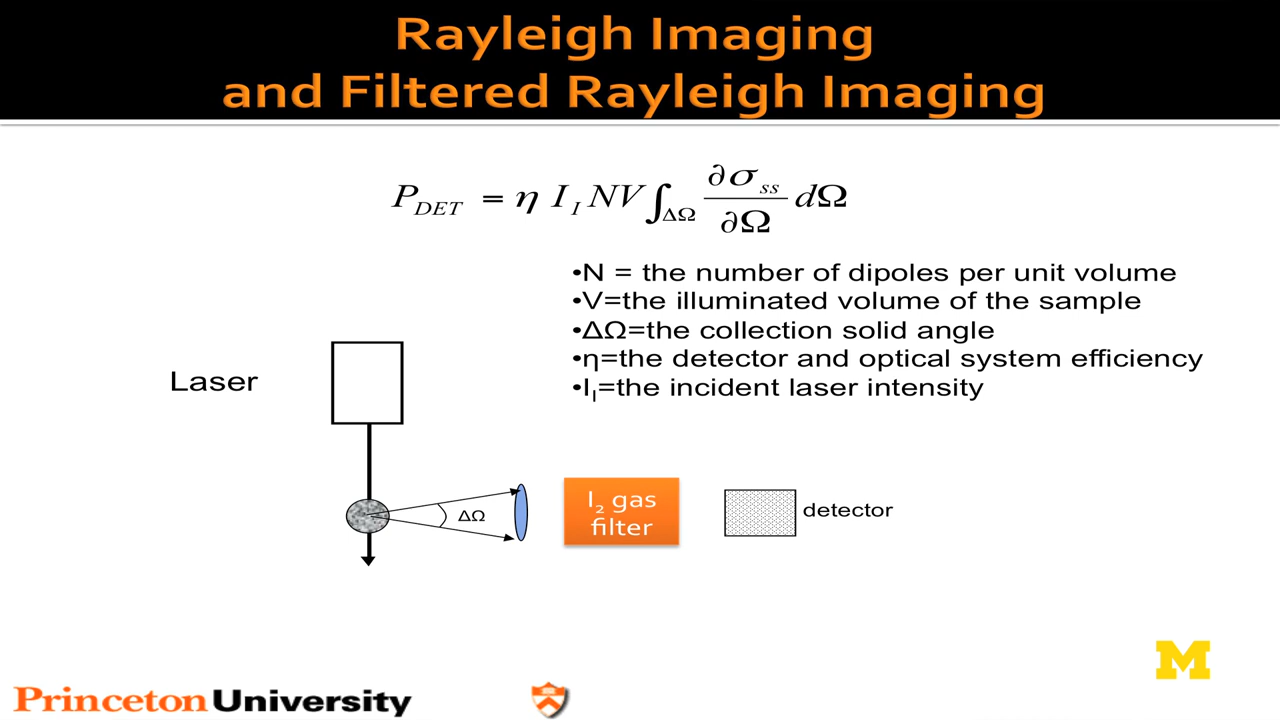 Rayleigh Imaging
and Filtered Rayleigh Imaging
P_DET = η I_I NV ∫_ΔΩ ∂σ_ss/∂Ω dΩ
•N = the number of dipoles per unit volume
•V=the illuminated volume of the sample
•ΔΩ=the collection solid angle
•η=the detector and optical system efficiency
•I_I=the incident laser intensity
Laser
ΔΩ
I₂ gas
filter
detector
M
Princeton University